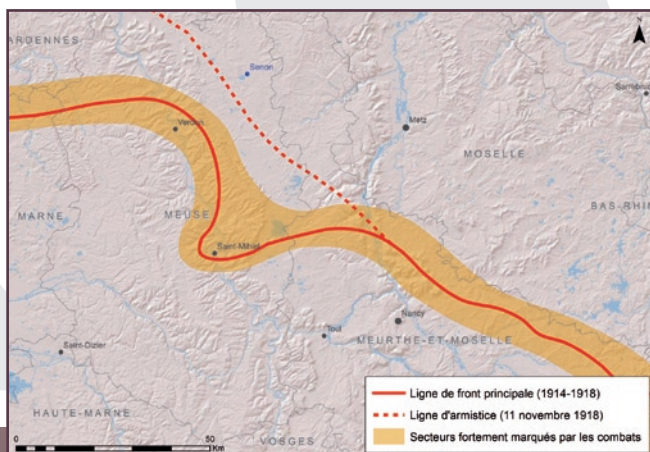 ARDENNES
N
Senon
Sarrebruck
Verdun
Metz
MOSELLE
MARNE
MEUSE
BAS-RHIN
Saint-Mihiel
Nancy
Toul
MEURTHE-ET-MOSELLE
Saint-Dizier
HAUTE-MARNE
VOSGES
0 50
Km
Ligne de front principale (1914-1918)
Ligne d'armistice (11 novembre 1918)
Secteurs fortement marqués par les combats